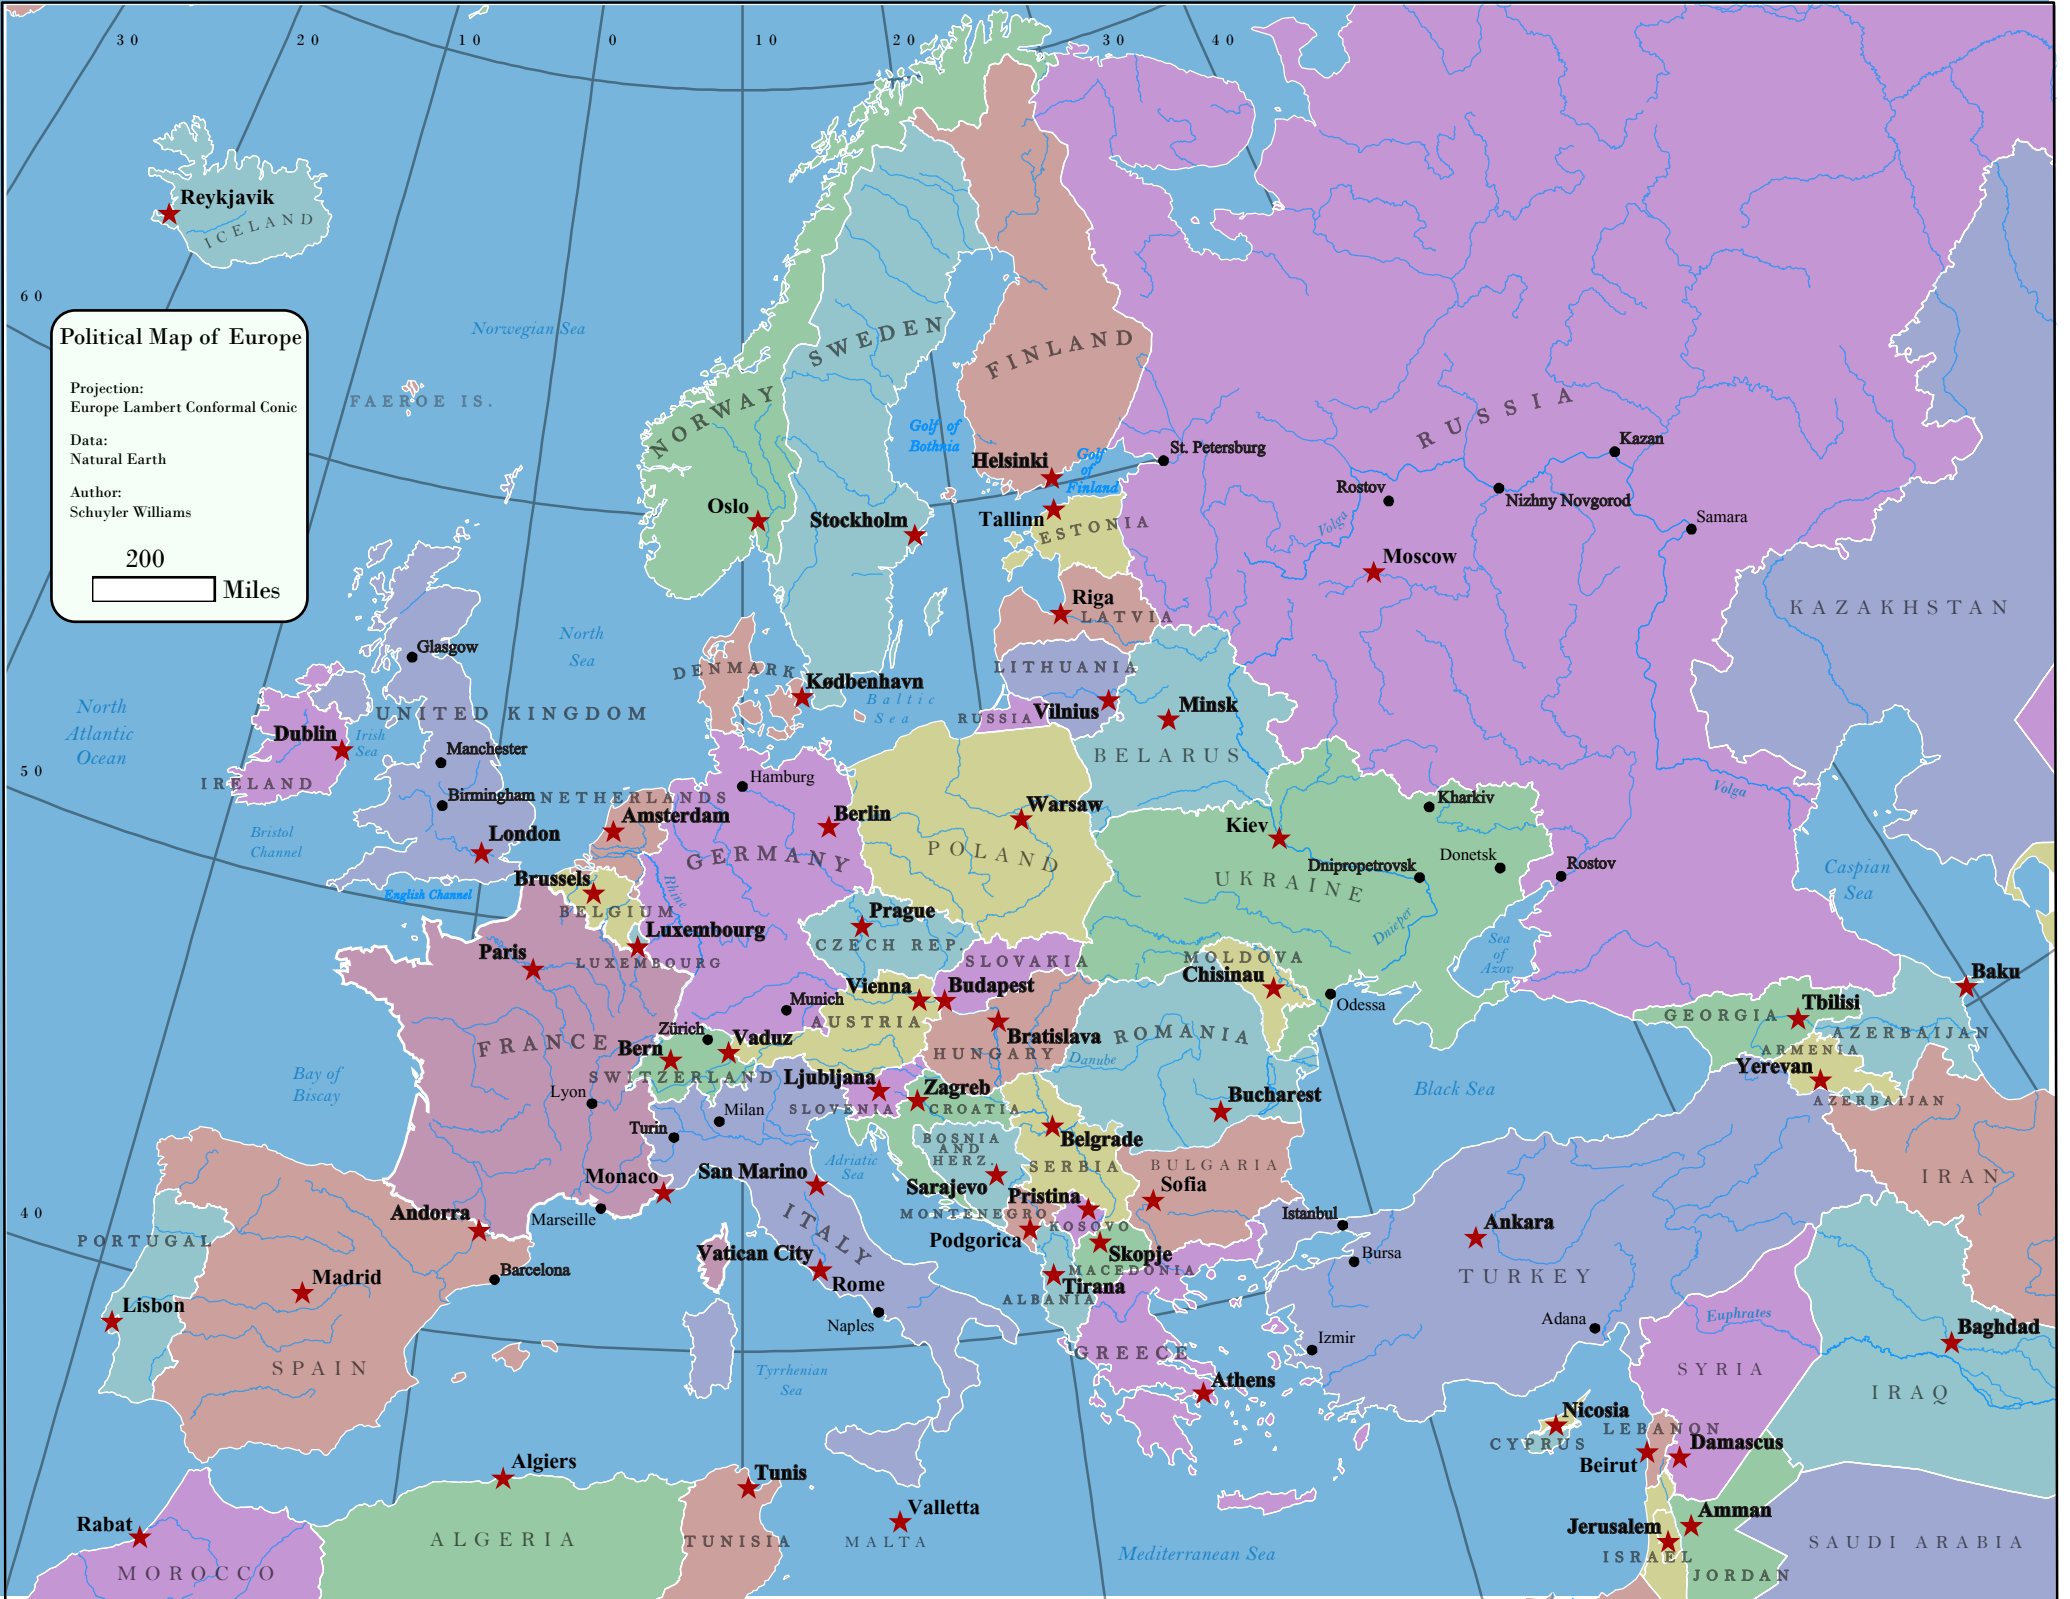 30
20
10
0
10
20
30
40
Reykjavik
ICELAND
60
Political Map of Europe
Projection:
Europe Lambert Conformal Conic
Data:
Natural Earth
Author:
Schuyler Williams
200
Miles
Norwegian Sea
FAEROE IS.
SWEDEN
FINLAND
NORWAY
RUSSIA
Golf of
Bothnia
Helsinki
Golf
of
Finland
St. Petersburg
Kazan
Rostov
Nizhny Novgorod
Samara
Oslo
Stockholm
Tallinn
ESTONIA
Volga
Moscow
Riga
LATVIA
KAZAKHSTAN
North
Sea
Glasgow
DENMARK
Kødbenhavn
LITHUANIA
Baltic
Sea
RUSSIA
Vilnius
Minsk
North
Atlantic
Ocean
UNITED KINGDOM
Dublin
Irish
Sea
Manchester
BELARUS
50
IRELAND
Birmingham
NETHERLANDS
Hamburg
Volga
Amsterdam
Berlin
Warsaw
Kharkiv
Kiev
Bristol
Channel
London
GERMANY
POLAND
Dnipropetrovsk
Donetsk
Rostov
Caspian
Sea
English Channel
Brussels
Rhine
UKRAINE
BELGIUM
Prague
Dnieper
Luxembourg
CZECH REP.
Paris
LUXEMBOURG
SLOVAKIA
MOLDOVA
Sea
of
Azov
Chisinau
Baku
Vienna
Budapest
Munich
Odessa
Tbilisi
AUSTRIA
GEORGIA
AZERBAIJAN
Zürich
FRANCE
Bern
Vaduz
Bratislava
ROMANIA
HUNGARY
Danube
ARMENIA
Yerevan
Bay of
Biscay
SWITZERLAND
Ljubljana
Zagreb
Black Sea
Lyon
Milan
SLOVENIA
CROATIA
Bucharest
AZERBAIJAN
Turin
Belgrade
BOSNIA
AND
HERZ.
Adriatic
Sea
SERBIA
BULGARIA
IRAN
Monaco
San Marino
Sarajevo
Pristina
Sofia
40
Andorra
Marseille
MONTENEGRO
KOSOVO
Istanbul
Ankara
PORTUGAL
ITALY
Podgorica
Skopje
Bursa
Vatican City
MACEDONIA
TURKEY
Barcelona
Madrid
Rome
Tirana
ALBANIA
Lisbon
Naples
Adana
Euphrates
Baghdad
Izmir
GREECE
SPAIN
Tyrrhenian
Sea
SYRIA
Athens
IRAQ
Nicosia
LEBANON
CYPRUS
Damascus
Beirut
Algiers
Tunis
Valletta
Amman
Rabat
Jerusalem
ALGERIA
TUNISIA
MALTA
Mediterranean Sea
SAUDI ARABIA
ISRAEL
MOROCCO
JORDAN